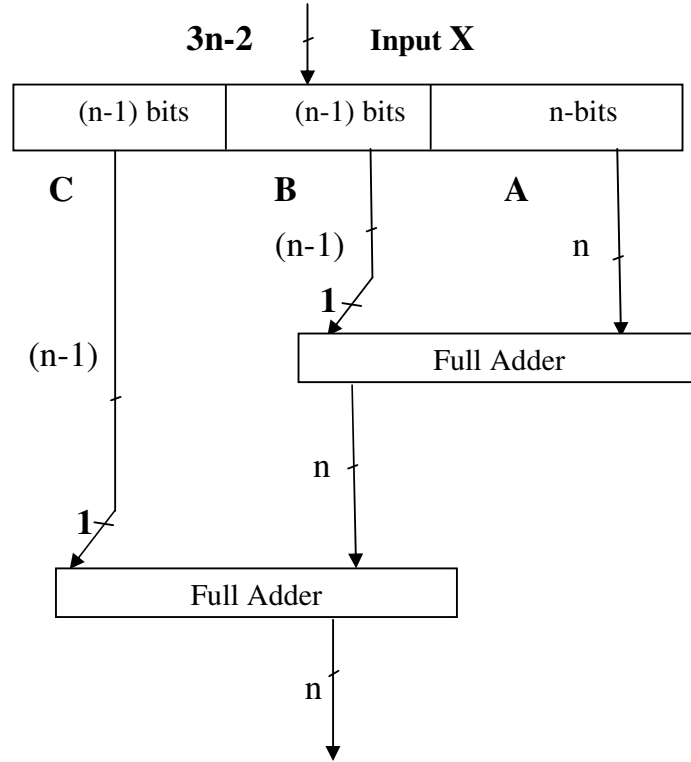 3n-2 Input X
(n-1) bits (n-1) bits n-bits
C B A
(n-1) n
1
Full Adder
(n-1)
n
1
Full Adder
n